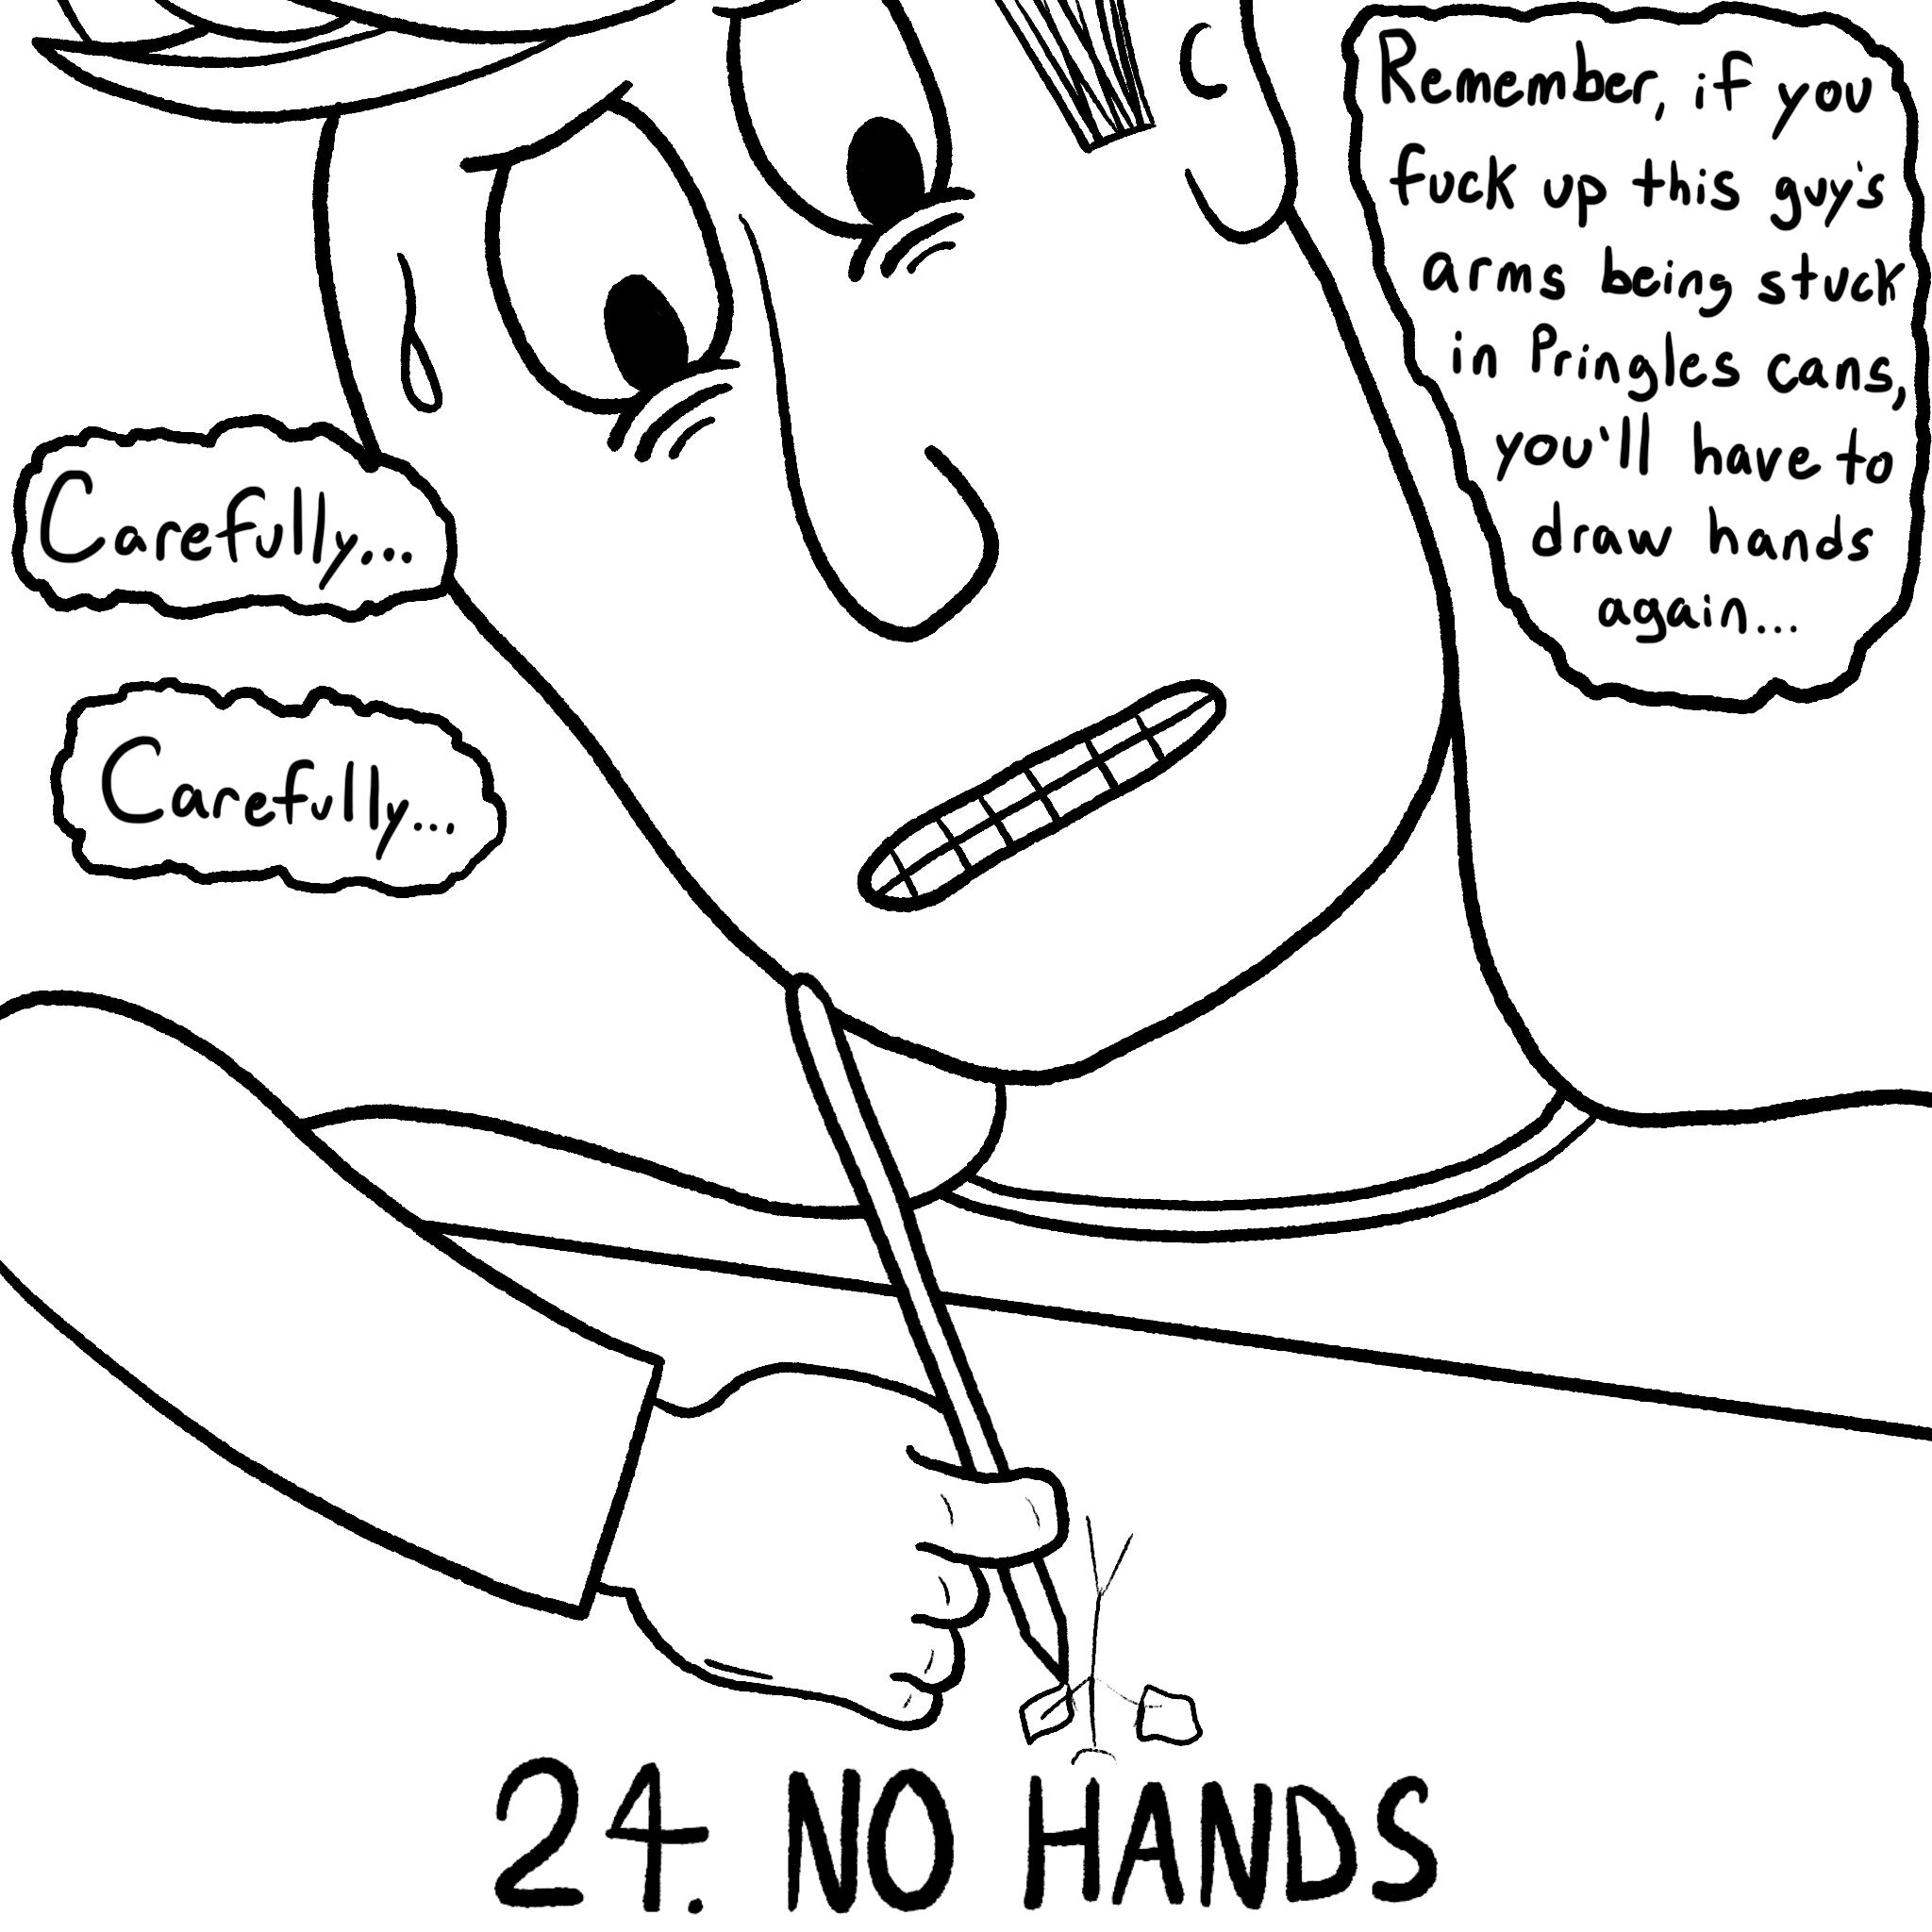 Remember, if you
fuck up this guy's
arms being stuck
in Pringles cans,
you'll have to
draw hands
again...
Carefully...
Carefully...
24. NO HANDS